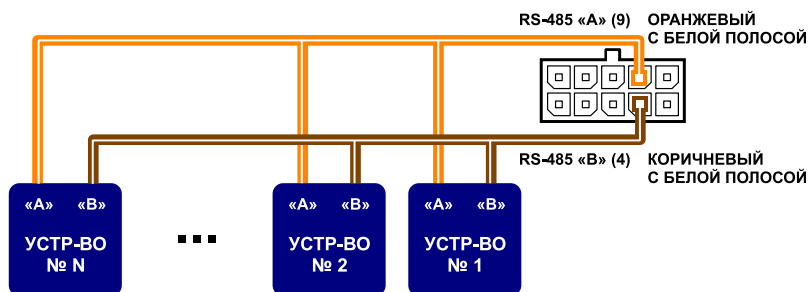 RS-485 «А» (9) ОРАНЖЕВЫЙ
С БЕЛОЙ ПОЛОСОЙ
RS-485 «В» (4) КОРИЧНЕВЫЙ
С БЕЛОЙ ПОЛОСОЙ
«А» «В»
УСТР-ВО
№ N
...
«А» «В»
УСТР-ВО
№ 2
«А» «В»
УСТР-ВО
№ 1